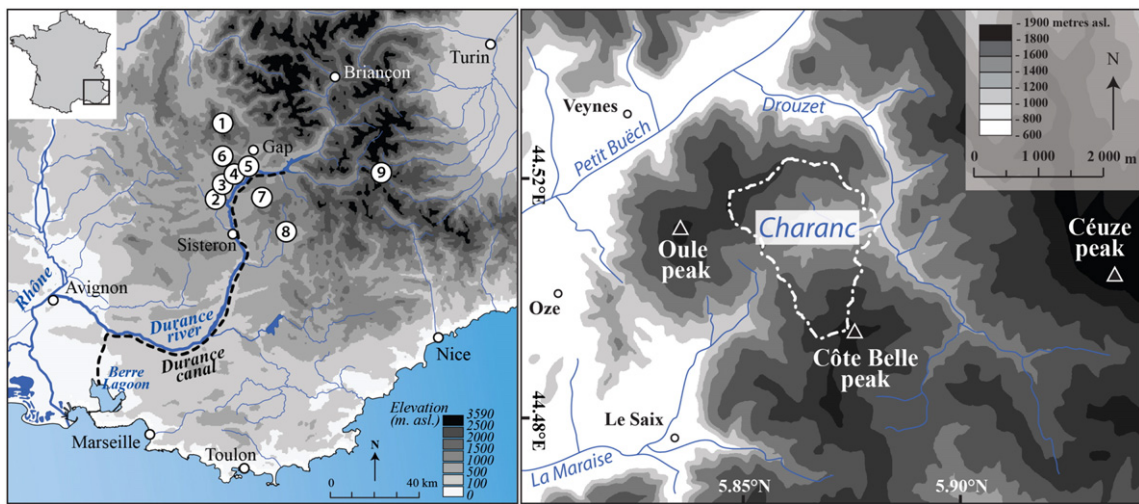 Turin
Briançon
1
Gap
6
5
4
3
2
7
9
8
Sisteron
Rhône
Avignon
Durance
river
Durance
canal
Nice
Berre
Lagoon
Marseille
Toulon
N
0 40 km
Elevation
(m. asl.)
3590
2500
2000
1500
1000
500
100
0
- 1900 metres asl.
- 1800
- 1600
- 1400
- 1200
- 1000
- 800
- 600
N
0 1 000 2 000 m
Veynes
Drouzet
Petit Buëch
44.52°E
Charanc
Oule
peak
Céuze
peak
Oze
Côte Belle
peak
44.48°E
Le Saix
La Maraise
5.85°N
5.90°N